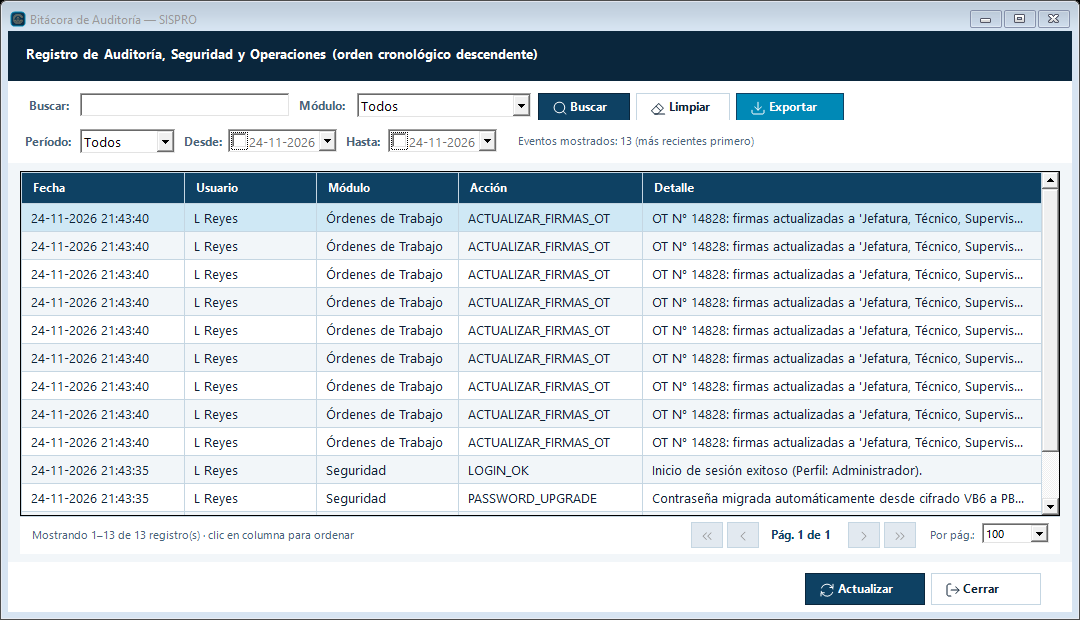 Bitácora de Auditoría — SISPRO
Registro de Auditoría, Seguridad y Operaciones (orden cronológico descendente)
Buscar: Módulo: Todos Buscar Limpiar Exportar
Período: Todos Desde: 24-11-2026 Hasta: 24-11-2026 Eventos mostrados: 13 (más recientes primero)
Fecha Usuario Módulo Acción Detalle
24-11-2026 21:43:40 L Reyes Órdenes de Trabajo ACTUALIZAR_FIRMAS_OT OT N° 14828: firmas actualizadas a 'Jefatura, Técnico, Supervis...
24-11-2026 21:43:40 L Reyes Órdenes de Trabajo ACTUALIZAR_FIRMAS_OT OT N° 14828: firmas actualizadas a 'Jefatura, Técnico, Supervis...
24-11-2026 21:43:40 L Reyes Órdenes de Trabajo ACTUALIZAR_FIRMAS_OT OT N° 14828: firmas actualizadas a 'Jefatura, Técnico, Supervis...
24-11-2026 21:43:40 L Reyes Órdenes de Trabajo ACTUALIZAR_FIRMAS_OT OT N° 14828: firmas actualizadas a 'Jefatura, Técnico, Supervis...
24-11-2026 21:43:40 L Reyes Órdenes de Trabajo ACTUALIZAR_FIRMAS_OT OT N° 14828: firmas actualizadas a 'Jefatura, Técnico, Supervis...
24-11-2026 21:43:40 L Reyes Órdenes de Trabajo ACTUALIZAR_FIRMAS_OT OT N° 14828: firmas actualizadas a 'Jefatura, Técnico, Supervis...
24-11-2026 21:43:40 L Reyes Órdenes de Trabajo ACTUALIZAR_FIRMAS_OT OT N° 14828: firmas actualizadas a 'Jefatura, Técnico, Supervis...
24-11-2026 21:43:40 L Reyes Órdenes de Trabajo ACTUALIZAR_FIRMAS_OT OT N° 14828: firmas actualizadas a 'Jefatura, Técnico, Supervis...
24-11-2026 21:43:40 L Reyes Órdenes de Trabajo ACTUALIZAR_FIRMAS_OT OT N° 14828: firmas actualizadas a 'Jefatura, Técnico, Supervis...
24-11-2026 21:43:35 L Reyes Seguridad LOGIN_OK Inicio de sesión exitoso (Perfil: Administrador).
24-11-2026 21:43:35 L Reyes Seguridad PASSWORD_UPGRADE Contraseña migrada automáticamente desde cifrado VB6 a PB...
Mostrando 1–13 de 13 registro(s) · clic en columna para ordenar « ‹ Pág. 1 de 1 › » Por pág.: 100
Actualizar Cerrar